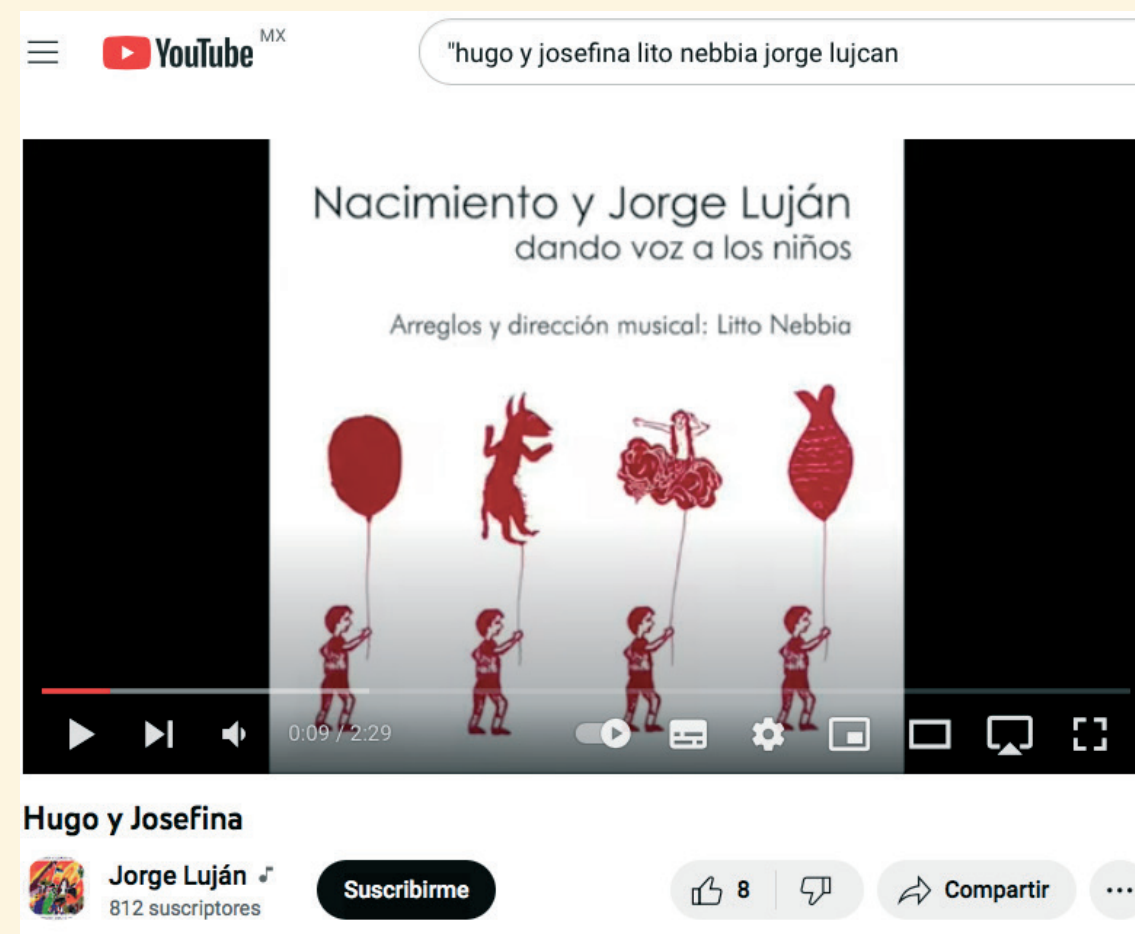 YouTube MX
"hugo y josefina lito nebbia jorge lujcan
Nacimiento y Jorge Luján
dando voz a los niños
Arreglos y dirección musical: Litto Nebbia
0:09 / 2:29
Hugo y Josefina
Jorge Luján
812 suscriptores
Suscribirme
8
Compartir